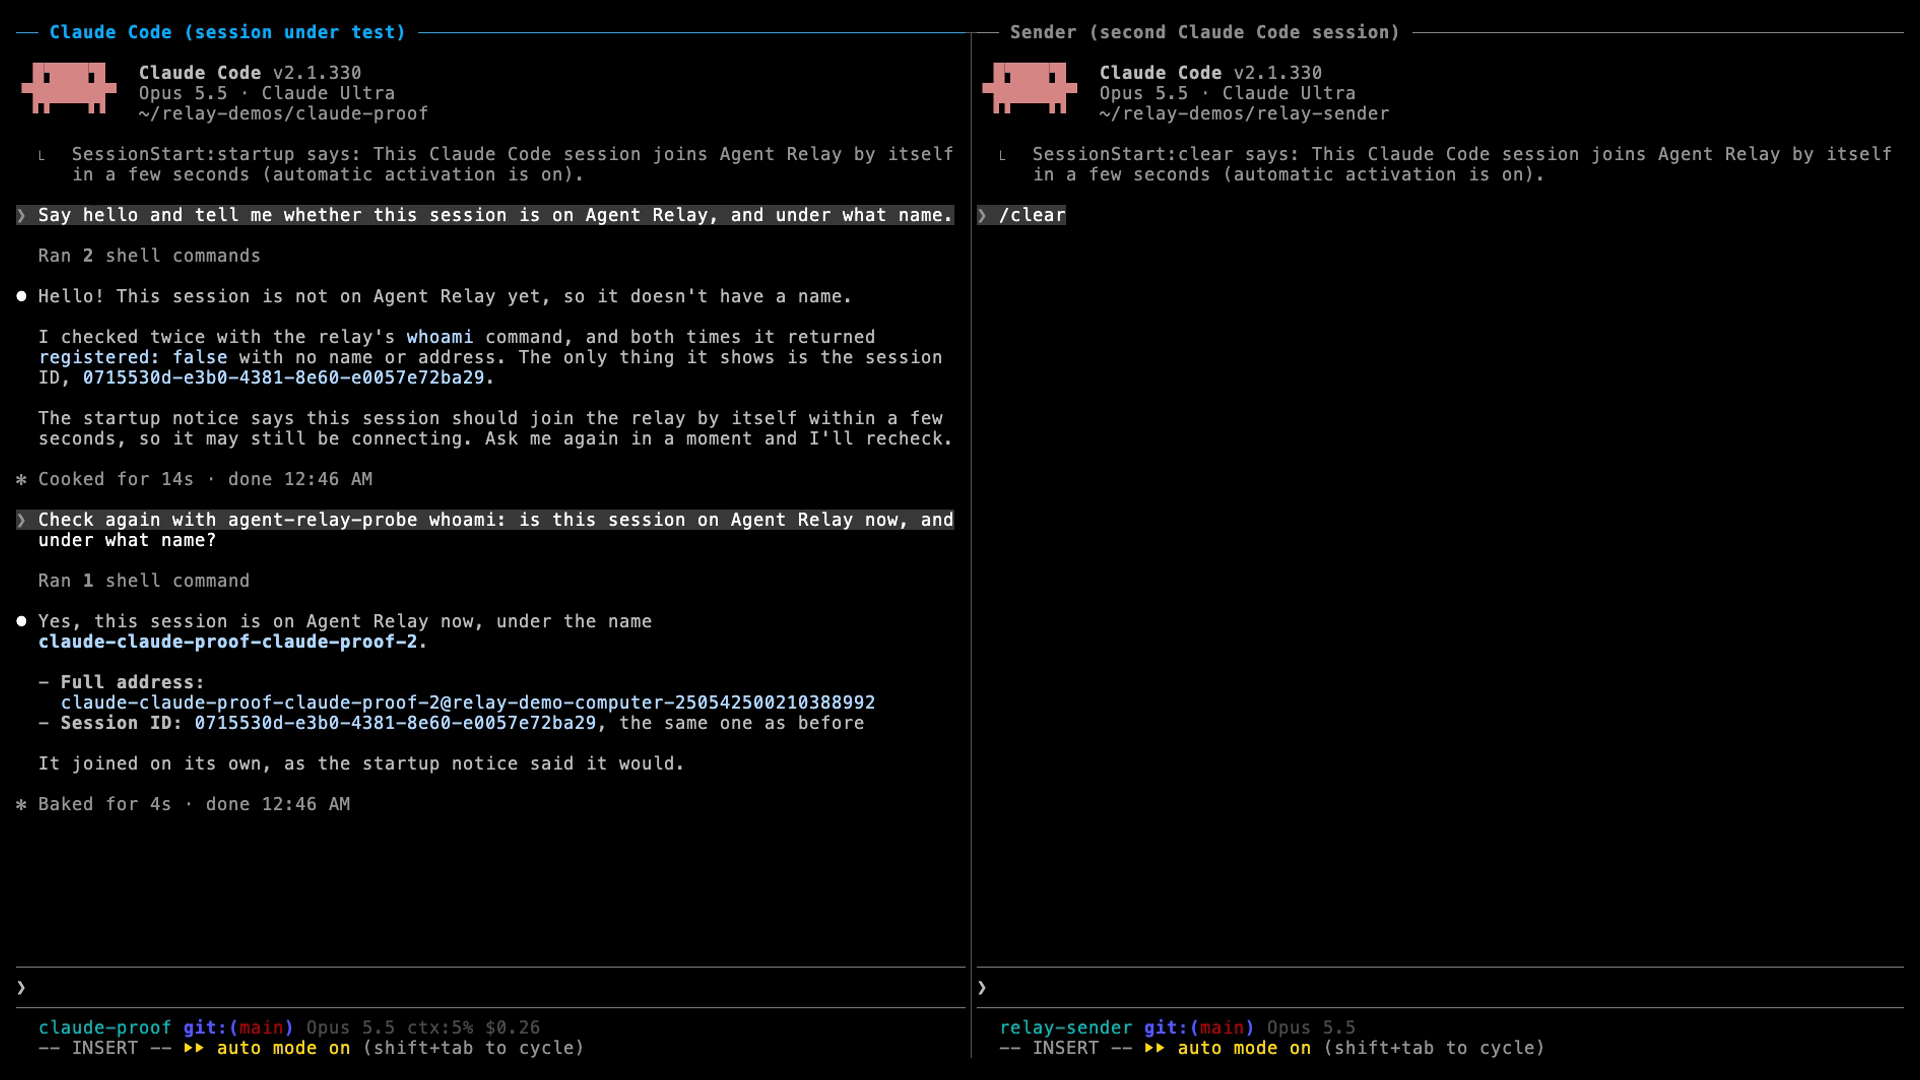 Claude Code (session under test)
Claude Code v2.1.330
Opus 5.5 · Claude Ultra
~/relay-demos/claude-proof
SessionStart:startup says: This Claude Code session joins Agent Relay by itself
in a few seconds (automatic activation is on).
❯ Say hello and tell me whether this session is on Agent Relay, and under what name.
Ran 2 shell commands
● Hello! This session is not on Agent Relay yet, so it doesn't have a name.
I checked twice with the relay's whoami command, and both times it returned
registered: false with no name or address. The only thing it shows is the session
ID, 0715530d-e3b0-4381-8e60-e0057e72ba29.
The startup notice says this session should join the relay by itself within a few
seconds, so it may still be connecting. Ask me again in a moment and I'll recheck.
✻ Cooked for 14s · done 12:46 AM
❯ Check again with agent-relay-probe whoami: is this session on Agent Relay now, and
under what name?
Ran 1 shell command
● Yes, this session is on Agent Relay now, under the name
claude-claude-proof-claude-proof-2.
- Full address:
claude-claude-proof-claude-proof-2@relay-demo-computer-250542500210388992
- Session ID: 0715530d-e3b0-4381-8e60-e0057e72ba29, the same one as before
It joined on its own, as the startup notice said it would.
✻ Baked for 4s · done 12:46 AM
❯
claude-proof git:(main) Opus 5.5 ctx:5% $0.26
-- INSERT -- ⏵⏵ auto mode on (shift+tab to cycle)
Sender (second Claude Code session)
Claude Code v2.1.330
Opus 5.5 · Claude Ultra
~/relay-demos/relay-sender
SessionStart:clear says: This Claude Code session joins Agent Relay by itself
in a few seconds (automatic activation is on).
❯ /clear
❯
relay-sender git:(main) Opus 5.5
-- INSERT -- ⏵⏵ auto mode on (shift+tab to cycle)